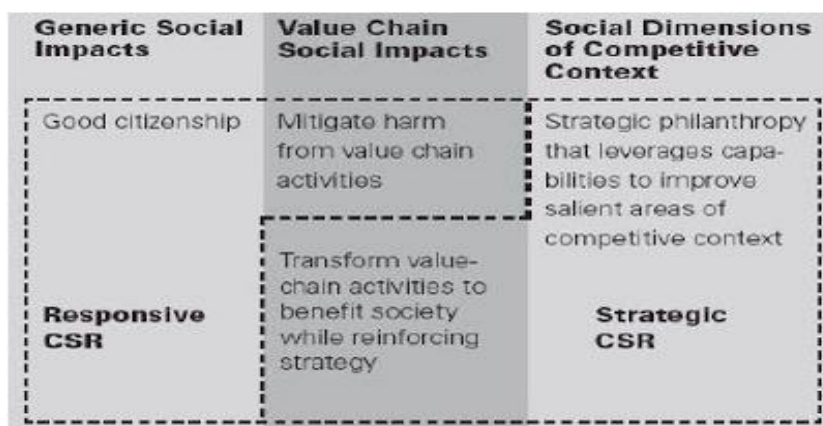 Generic Social
Impacts
Value Chain
Social Impacts
Social Dimensions
of Competitive
Context
Good citizenship
Mitigate harm
from value chain
activities
Strategic philanthropy
that leverages capa-
bilities to improve
salient areas of
competitive context
Transform value-
chain activities to
benefit society
while reinforcing
strategy
Responsive
CSR
Strategic
CSR